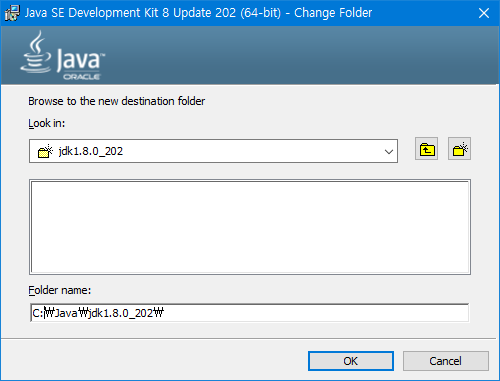 Java SE Development Kit 8 Update 202 (64-bit) - Change Folder
Java
ORACLE
Browse to the new destination folder
Look in:
jdk1.8.0_202
Folder name:
C:₩Java₩jdk1.8.0_202₩
OK
Cancel